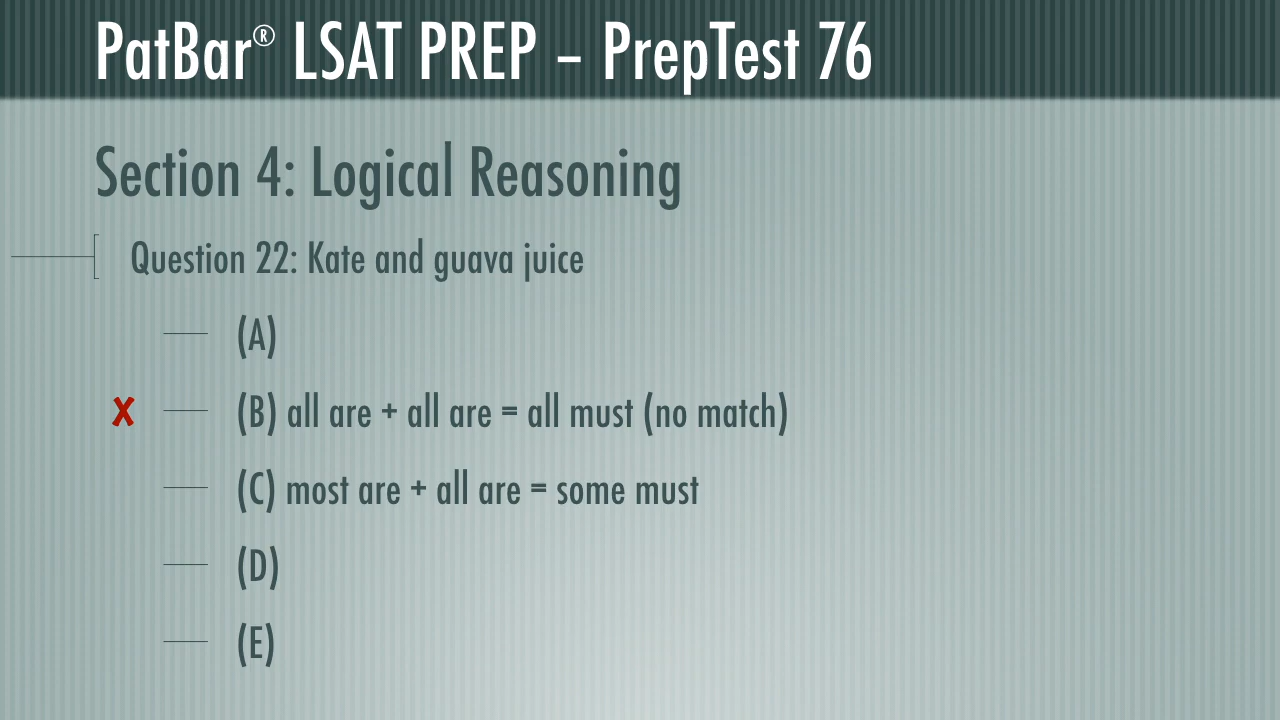 PatBar® LSAT PREP – PrepTest 76
Section 4: Logical Reasoning
Question 22: Kate and guava juice
(A)
✘ (B) all are + all are = all must (no match)
(C) most are + all are = some must
(D)
(E)